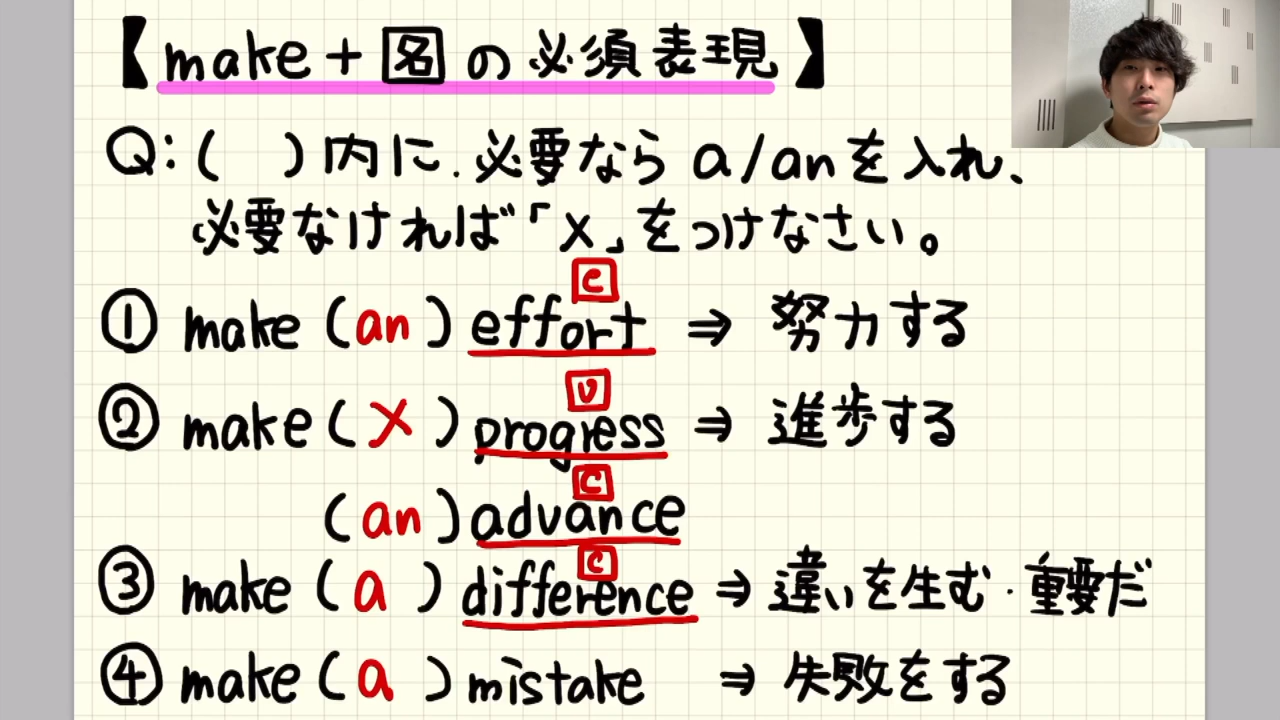 【make+名の必須表現】
Q:( )内に、必要ならa/anを入れ、
必要なければ「X」をつけなさい。
C
① make (an) effort ⇒ 努力する
U
② make (X) progress ⇒ 進歩する
C
(an) advance
C
③ make (a) difference ⇒ 違いを生む・重要だ
④ make (a) mistake ⇒ 失敗をする